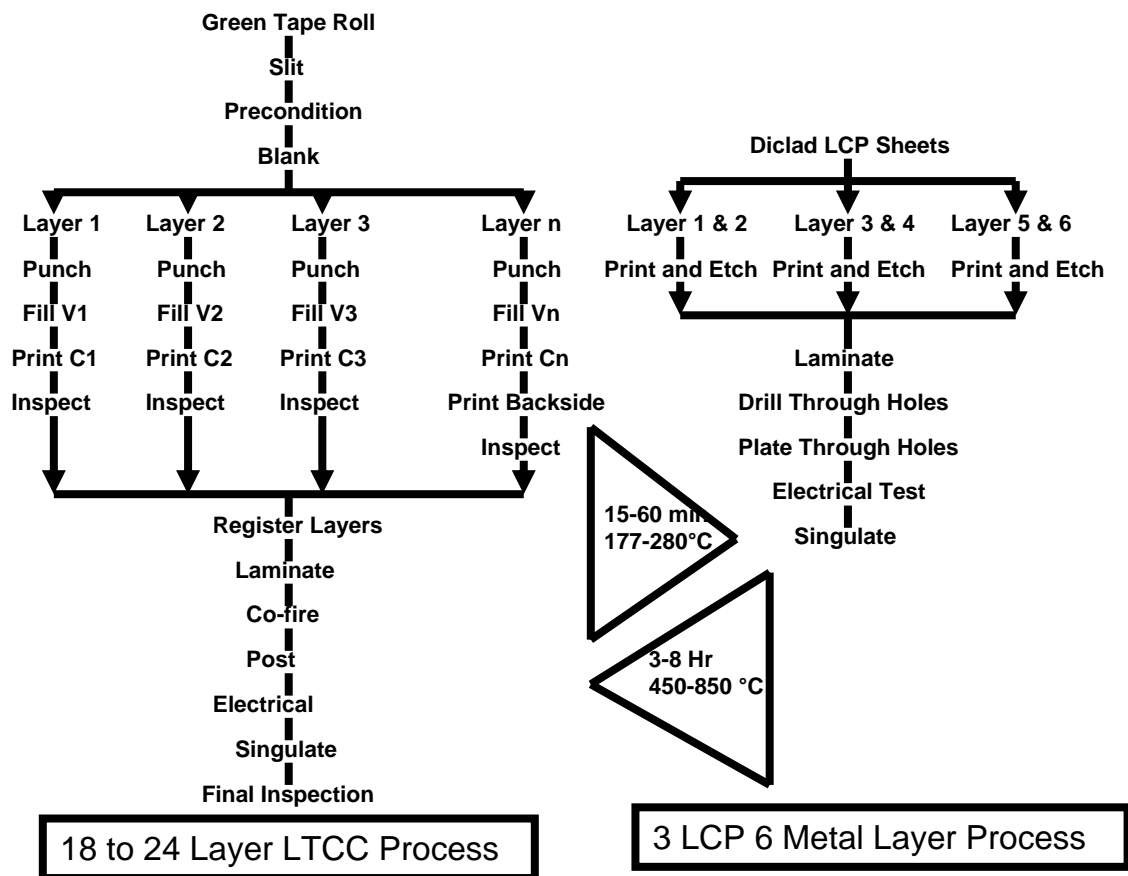 Green Tape Roll
Slit
Precondition
Blank
Layer 1
Layer 2
Layer 3
Layer n
Punch
Punch
Punch
Punch
Fill V1
Fill V2
Fill V3
Fill Vn
Print C1
Print C2
Print C3
Print Cn
Inspect
Inspect
Inspect
Print Backside
Inspect
Register Layers
Laminate
Co-fire
Post
Electrical
Singulate
Final Inspection
18 to 24 Layer LTCC Process
15-60 min
177-280°C
3-8 Hr
450-850 °C
Diclad LCP Sheets
Layer 1 & 2
Layer 3 & 4
Layer 5 & 6
Print and Etch
Print and Etch
Print and Etch
Laminate
Drill Through Holes
Plate Through Holes
Electrical Test
Singulate
3 LCP 6 Metal Layer Process